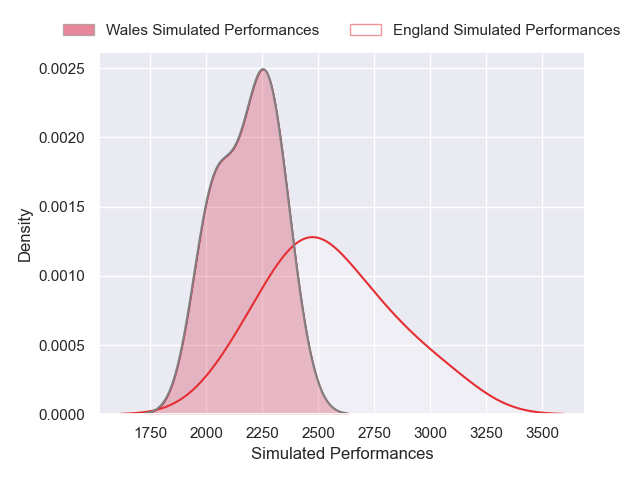 Wales Simulated Performances England Simulated Performances
0.0025
0.0020
0.0015
0.0010
0.0005
0.0000
Density
1750 2000 2250 2500 2750 3000 3250 3500
Simulated Performances